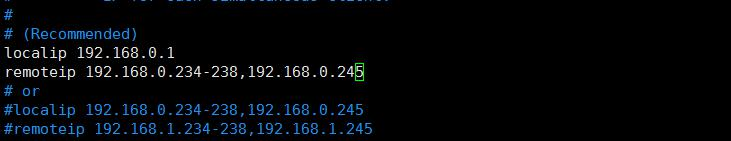 #
# (Recommended)
localip 192.168.0.1
remoteip 192.168.0.234-238,192.168.0.245
# or
#localip 192.168.0.234-238,192.168.0.245
#remoteip 192.168.1.234-238,192.168.1.245